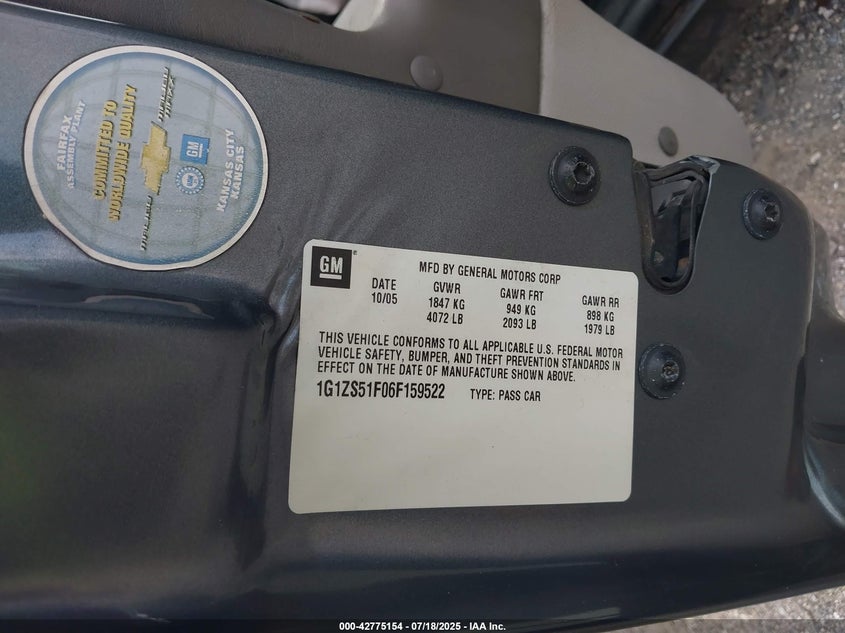 FAIRFAX
ASSEMBLY PLANT
COMMITTED TO
WORLDWIDE QUALITY
GM
KANSAS CITY
KANSAS
GM
MFD BY GENERAL MOTORS CORP
DATE GVWR GAWR FRT GAWR RR
10/05 1847 KG 949 KG 898 KG
4072 LB 2093 LB 1979 LB
THIS VEHICLE CONFORMS TO ALL APPLICABLE U.S. FEDERAL MOTOR
VEHICLE SAFETY, BUMPER, AND THEFT PREVENTION STANDARDS IN
EFFECT ON THE DATE OF MANUFACTURE SHOWN ABOVE.
1G1ZS51F06F159522 TYPE: PASS CAR
000-42775154 - 07/18/2025 - IAA Inc.